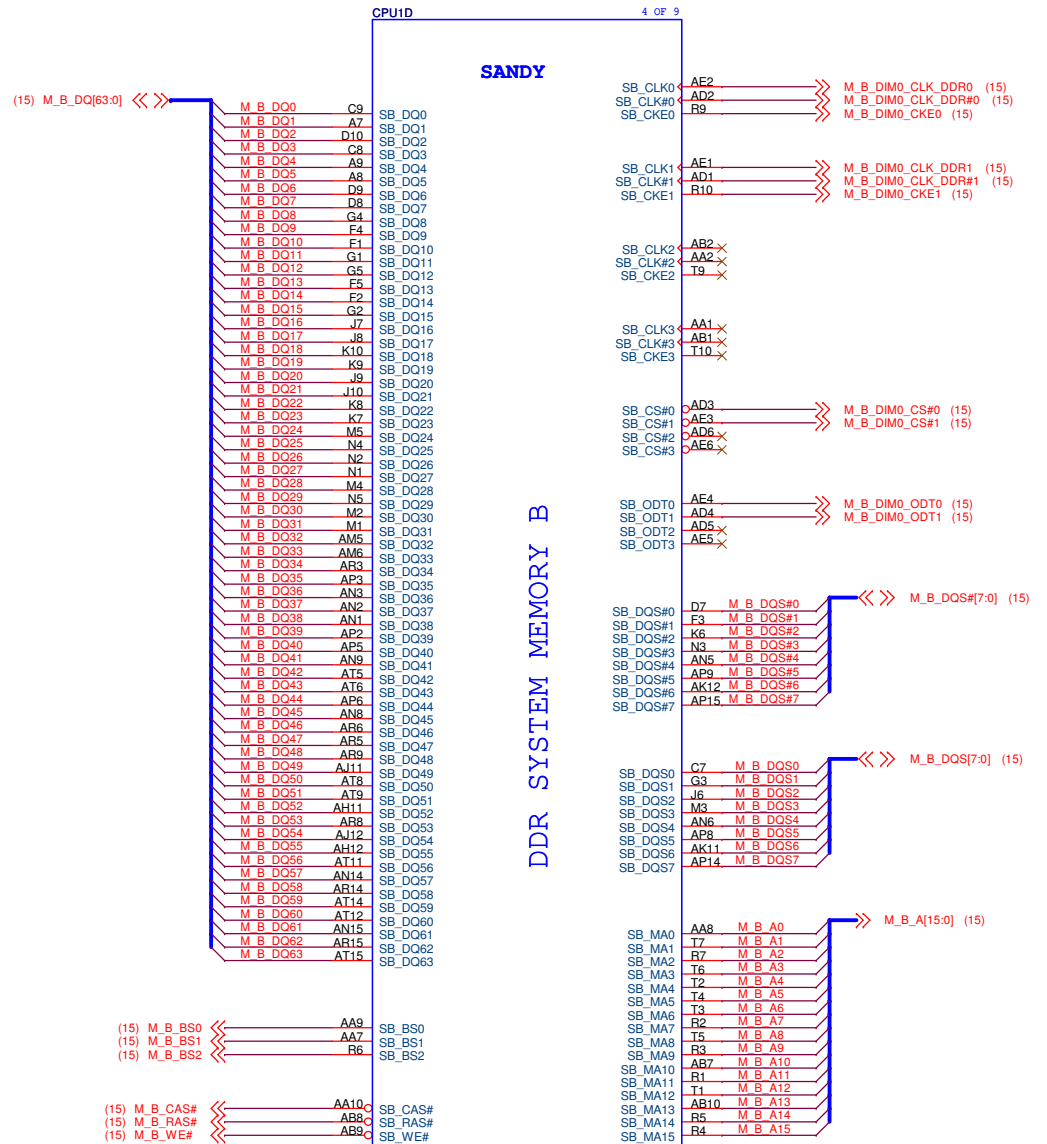 CPU1D 4 OF 9
SANDY
DDR SYSTEM MEMORY B
(15) M_B_DQ[63:0]
M_B_DQ0 C9 SB_DQ0
M_B_DQ1 A7 SB_DQ1
M_B_DQ2 D10 SB_DQ2
M_B_DQ3 C8 SB_DQ3
M_B_DQ4 A9 SB_DQ4
M_B_DQ5 A8 SB_DQ5
M_B_DQ6 D9 SB_DQ6
M_B_DQ7 D8 SB_DQ7
M_B_DQ8 G4 SB_DQ8
M_B_DQ9 F4 SB_DQ9
M_B_DQ10 F1 SB_DQ10
M_B_DQ11 G1 SB_DQ11
M_B_DQ12 G5 SB_DQ12
M_B_DQ13 F5 SB_DQ13
M_B_DQ14 F2 SB_DQ14
M_B_DQ15 G2 SB_DQ15
M_B_DQ16 J7 SB_DQ16
M_B_DQ17 J8 SB_DQ17
M_B_DQ18 K10 SB_DQ18
M_B_DQ19 K9 SB_DQ19
M_B_DQ20 J9 SB_DQ20
M_B_DQ21 J10 SB_DQ21
M_B_DQ22 K8 SB_DQ22
M_B_DQ23 K7 SB_DQ23
M_B_DQ24 M5 SB_DQ24
M_B_DQ25 N4 SB_DQ25
M_B_DQ26 N2 SB_DQ26
M_B_DQ27 N1 SB_DQ27
M_B_DQ28 M4 SB_DQ28
M_B_DQ29 N5 SB_DQ29
M_B_DQ30 M2 SB_DQ30
M_B_DQ31 M1 SB_DQ31
M_B_DQ32 AM5 SB_DQ32
M_B_DQ33 AM6 SB_DQ33
M_B_DQ34 AR3 SB_DQ34
M_B_DQ35 AP3 SB_DQ35
M_B_DQ36 AN3 SB_DQ36
M_B_DQ37 AN2 SB_DQ37
M_B_DQ38 AN1 SB_DQ38
M_B_DQ39 AP2 SB_DQ39
M_B_DQ40 AP5 SB_DQ40
M_B_DQ41 AN9 SB_DQ41
M_B_DQ42 AT5 SB_DQ42
M_B_DQ43 AT6 SB_DQ43
M_B_DQ44 AP6 SB_DQ44
M_B_DQ45 AN8 SB_DQ45
M_B_DQ46 AR6 SB_DQ46
M_B_DQ47 AR5 SB_DQ47
M_B_DQ48 AR9 SB_DQ48
M_B_DQ49 AJ11 SB_DQ49
M_B_DQ50 AT8 SB_DQ50
M_B_DQ51 AT9 SB_DQ51
M_B_DQ52 AH11 SB_DQ52
M_B_DQ53 AR8 SB_DQ53
M_B_DQ54 AJ12 SB_DQ54
M_B_DQ55 AH12 SB_DQ55
M_B_DQ56 AT11 SB_DQ56
M_B_DQ57 AN14 SB_DQ57
M_B_DQ58 AR14 SB_DQ58
M_B_DQ59 AT14 SB_DQ59
M_B_DQ60 AT12 SB_DQ60
M_B_DQ61 AN15 SB_DQ61
M_B_DQ62 AR15 SB_DQ62
M_B_DQ63 AT15 SB_DQ63
(15) M_B_BS0 AA9 SB_BS0
(15) M_B_BS1 AA7 SB_BS1
(15) M_B_BS2 R6 SB_BS2
(15) M_B_CAS# AA10 SB_CAS#
(15) M_B_RAS# AB8 SB_RAS#
(15) M_B_WE# AB9 SB_WE#
SB_CLK0 AE2 M_B_DIM0_CLK_DDR0 (15)
SB_CLK#0 AD2 M_B_DIM0_CLK_DDR#0 (15)
SB_CKE0 R9 M_B_DIM0_CKE0 (15)
SB_CLK1 AE1 M_B_DIM0_CLK_DDR1 (15)
SB_CLK#1 AD1 M_B_DIM0_CLK_DDR#1 (15)
SB_CKE1 R10 M_B_DIM0_CKE1 (15)
SB_CLK2 AB2
SB_CLK#2 AA2
SB_CKE2 T9
SB_CLK3 AA1
SB_CLK#3 AB1
SB_CKE3 T10
SB_CS#0 AD3 M_B_DIM0_CS#0 (15)
SB_CS#1 AE3 M_B_DIM0_CS#1 (15)
SB_CS#2 AD6
SB_CS#3 AE6
SB_ODT0 AE4 M_B_DIM0_ODT0 (15)
SB_ODT1 AD4 M_B_DIM0_ODT1 (15)
SB_ODT2 AD5
SB_ODT3 AE5
M_B_DQS#[7:0] (15)
SB_DQS#0 D7 M_B_DQS#0
SB_DQS#1 F3 M_B_DQS#1
SB_DQS#2 K6 M_B_DQS#2
SB_DQS#3 N3 M_B_DQS#3
SB_DQS#4 AN5 M_B_DQS#4
SB_DQS#5 AP9 M_B_DQS#5
SB_DQS#6 AK12 M_B_DQS#6
SB_DQS#7 AP15 M_B_DQS#7
M_B_DQS[7:0] (15)
SB_DQS0 C7 M_B_DQS0
SB_DQS1 G3 M_B_DQS1
SB_DQS2 J6 M_B_DQS2
SB_DQS3 M3 M_B_DQS3
SB_DQS4 AN6 M_B_DQS4
SB_DQS5 AP8 M_B_DQS5
SB_DQS6 AK11 M_B_DQS6
SB_DQS7 AP14 M_B_DQS7
M_B_A[15:0] (15)
SB_MA0 AA8 M_B_A0
SB_MA1 T7 M_B_A1
SB_MA2 R7 M_B_A2
SB_MA3 T6 M_B_A3
SB_MA4 T2 M_B_A4
SB_MA5 T4 M_B_A5
SB_MA6 T3 M_B_A6
SB_MA7 R2 M_B_A7
SB_MA8 T5 M_B_A8
SB_MA9 R3 M_B_A9
SB_MA10 AB7 M_B_A10
SB_MA11 R1 M_B_A11
SB_MA12 T1 M_B_A12
SB_MA13 AB10 M_B_A13
SB_MA14 R5 M_B_A14
SB_MA15 R4 M_B_A15